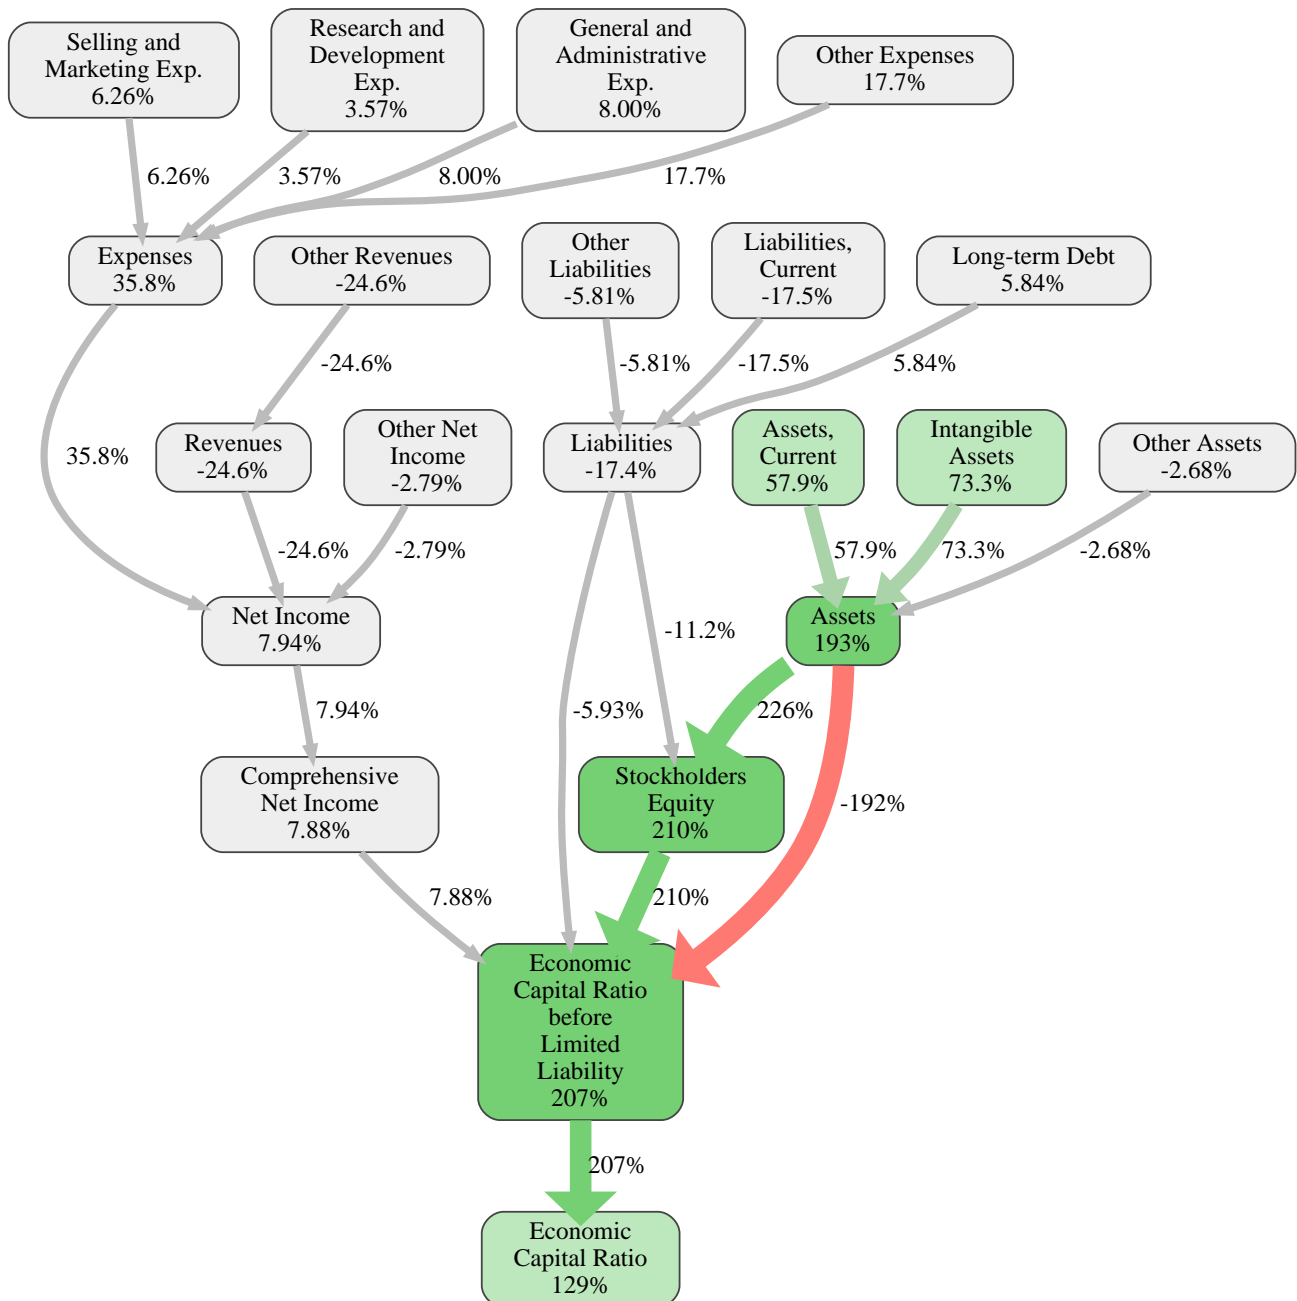 Selling and
Marketing Exp.
6.26%
Research and
Development
Exp.
3.57%
General and
Administrative
Exp.
8.00%
Other Expenses
17.7%
6.26%
3.57%
8.00%
17.7%
Expenses
35.8%
Other Revenues
-24.6%
Other
Liabilities
-5.81%
Liabilities,
Current
-17.5%
Long-term Debt
5.84%
-24.6%
-5.81%
-17.5%
5.84%
35.8%
Revenues
-24.6%
Other Net
Income
-2.79%
Liabilities
-17.4%
Assets,
Current
57.9%
Intangible
Assets
73.3%
Other Assets
-2.68%
-24.6%
-2.79%
57.9%
73.3%
-2.68%
Net Income
7.94%
-11.2%
Assets
193%
7.94%
-5.93%
226%
Comprehensive
Net Income
7.88%
Stockholders
Equity
210%
-192%
7.88%
210%
Economic
Capital Ratio
before
Limited
Liability
207%
207%
Economic
Capital Ratio
129%